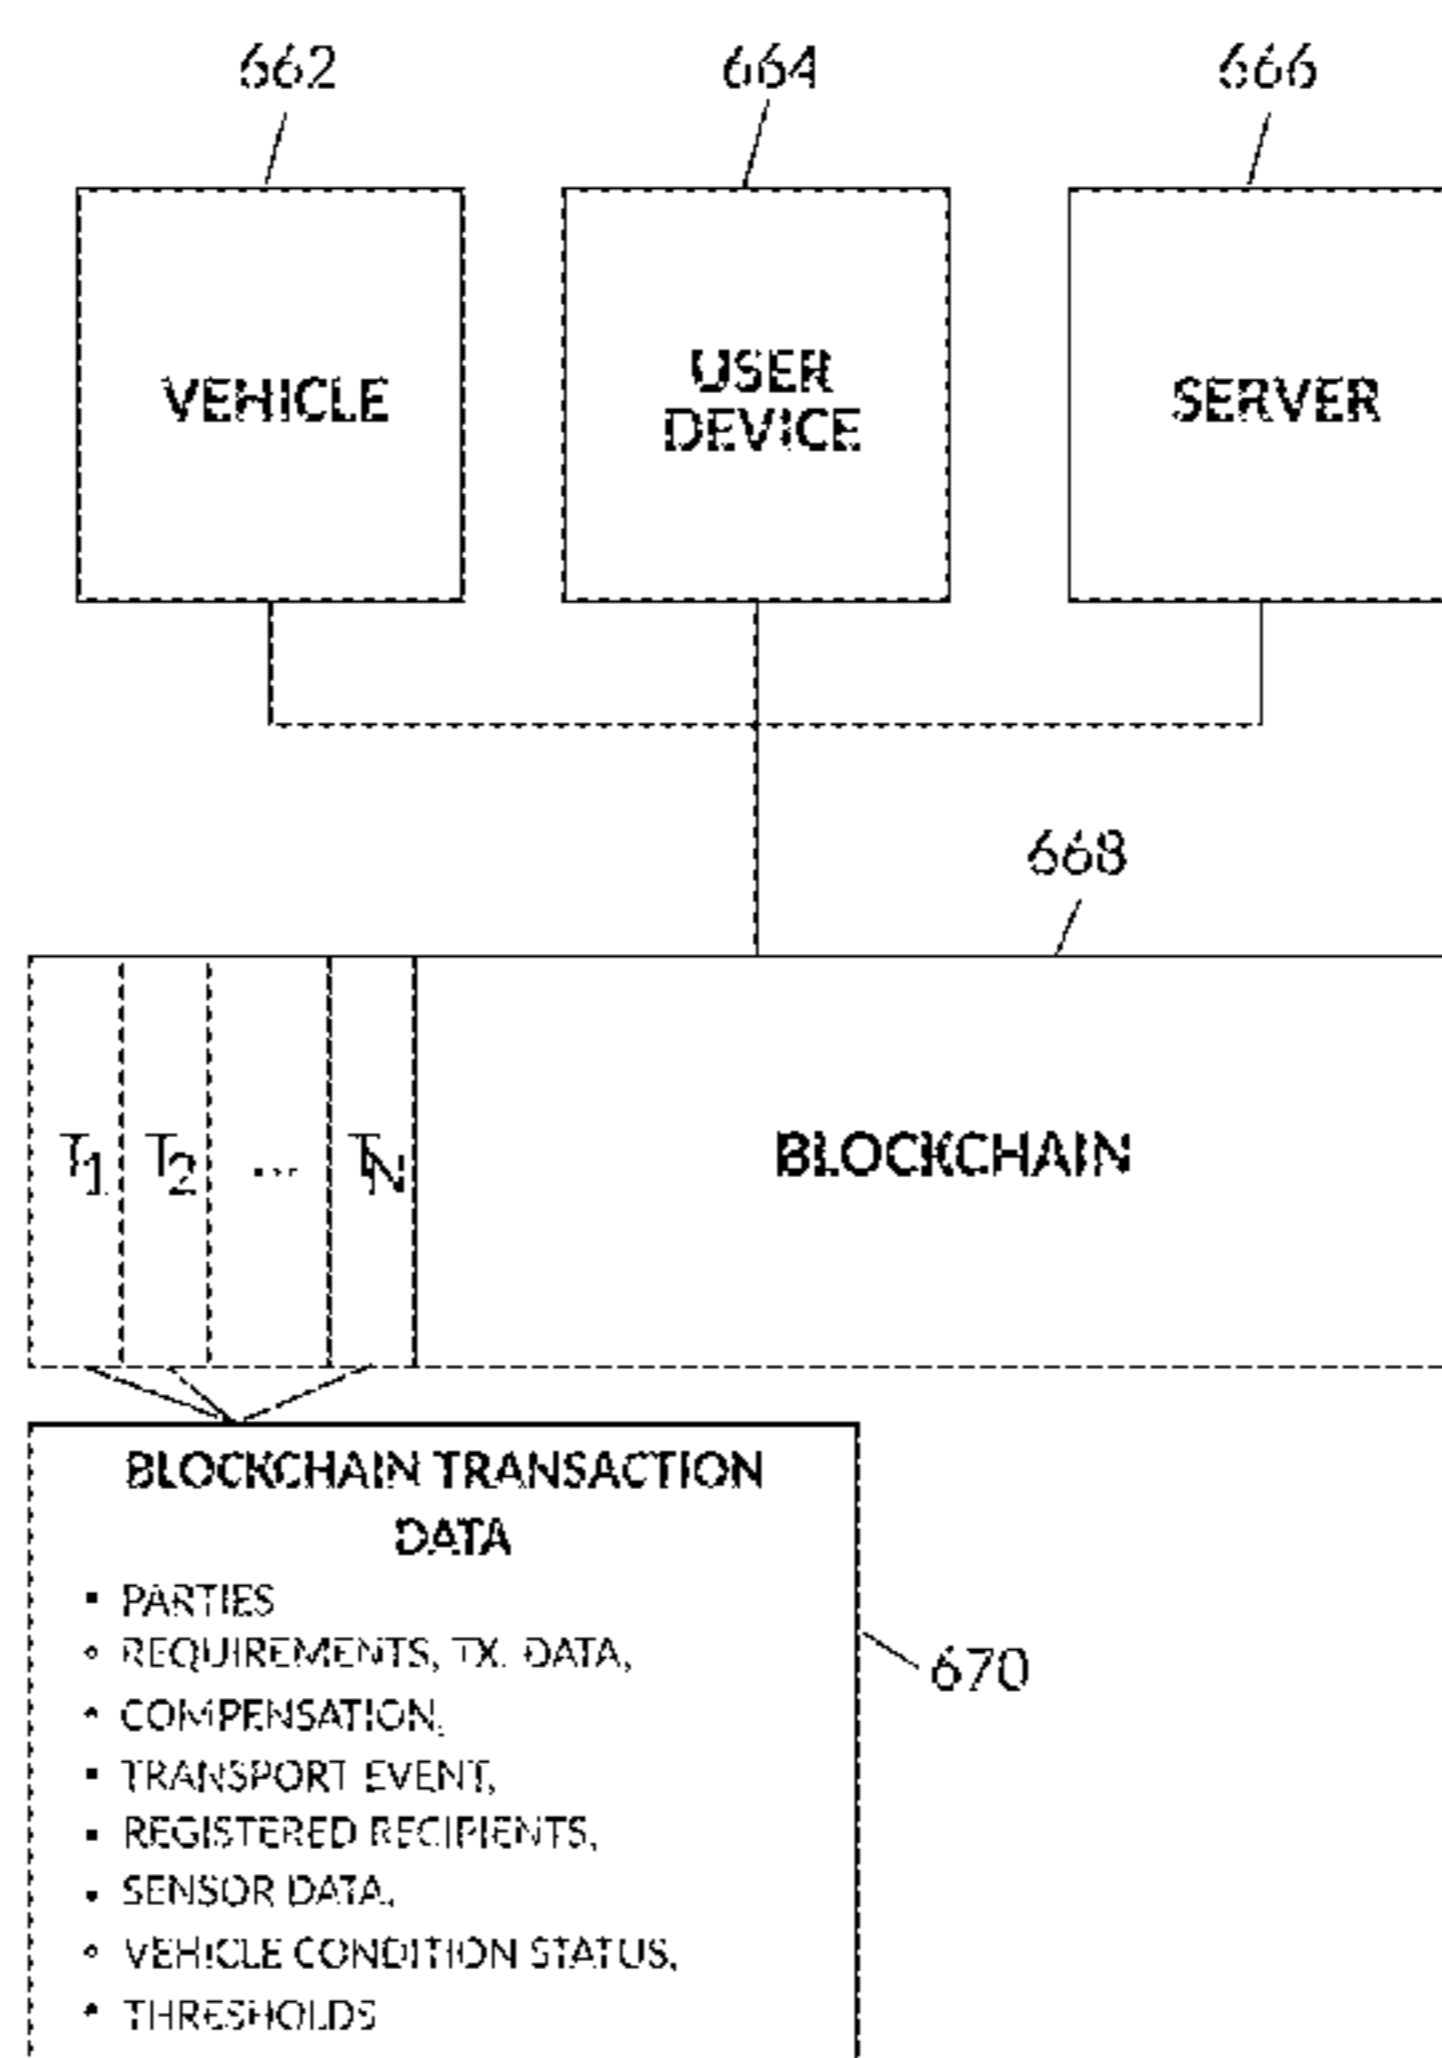 662
664
666
VEHICLE
USER
DEVICE
SERVER
668
T1 T2 ... TN
BLOCKCHAIN
BLOCKCHAIN TRANSACTION
DATA
▪ PARTIES
▪ REQUIREMENTS, TX. DATA,
▪ COMPENSATION,
▪ TRANSPORT EVENT,
▪ REGISTERED RECIPIENTS,
▪ SENSOR DATA,
▪ VEHICLE CONDITION STATUS,
▪ THRESHOLDS
670